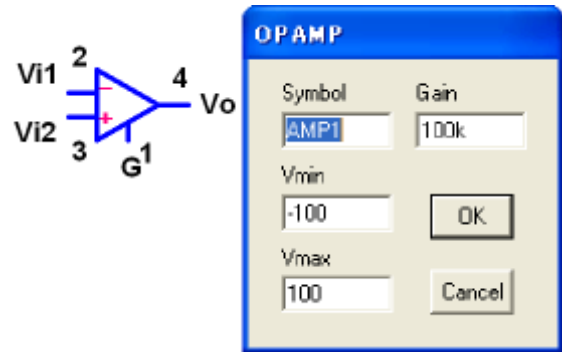 2
Vi1
−
4
Vo
Vi2
+
3
G
1
OPAMP
Symbol
Gain
AMP1
100k
Vmin
-100
OK
Vmax
100
Cancel